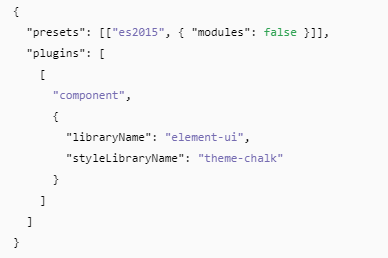 {
  "presets": [["es2015", { "modules": false }]],
  "plugins": [
    [
      "component",
      {
        "libraryName": "element-ui",
        "styleLibraryName": "theme-chalk"
      }
    ]
  ]
}